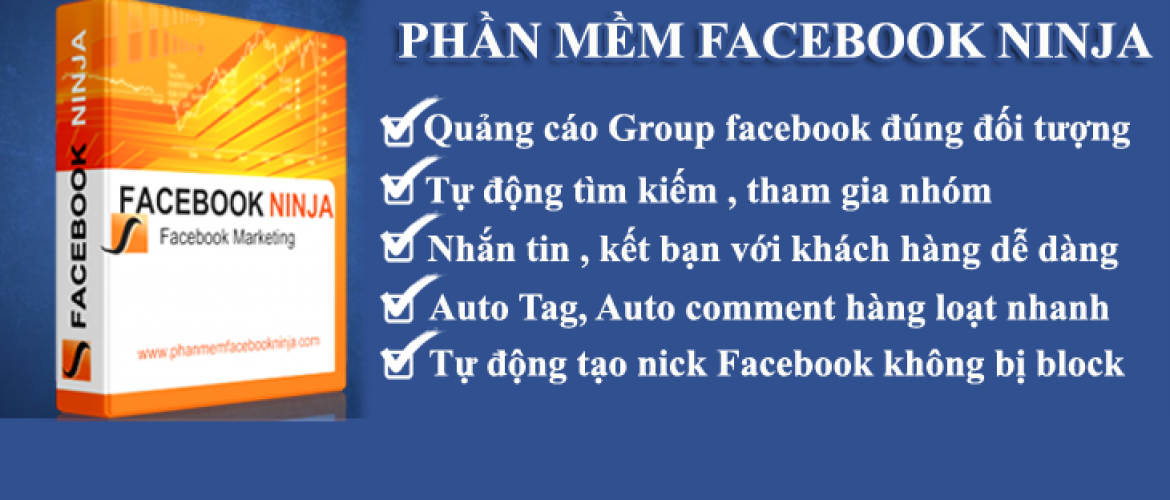 PHẦN MỀM FACEBOOK NINJA
Quảng cáo Group facebook đúng đối tượng
Tự động tìm kiếm , tham gia nhóm
Nhắn tin , kết bạn với khách hàng dễ dàng
Auto Tag, Auto comment hàng loạt nhanh
Tự động tạo nick Facebook không bị block
FACEBOOK NINJA
FACEBOOK NINJA
Facebook Marketing
www.phanmemfacebookninja.com